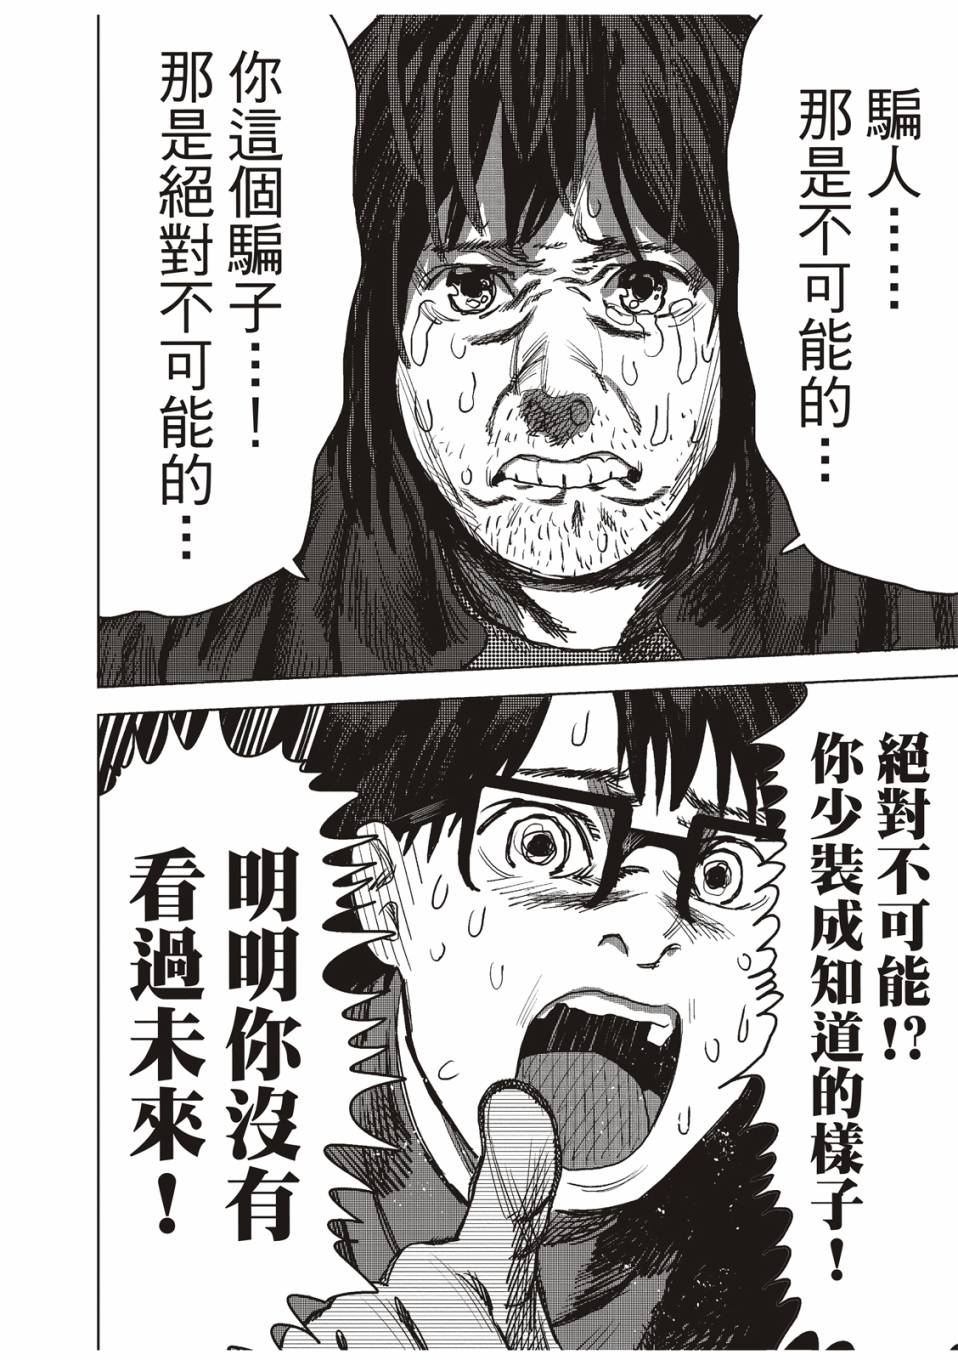 騙人……
那是不可能的…
你這個騙子…！
那是絕對不可能的…
絕對不可能!?
你少裝成知道的樣子！
明明你沒有
看過未來！